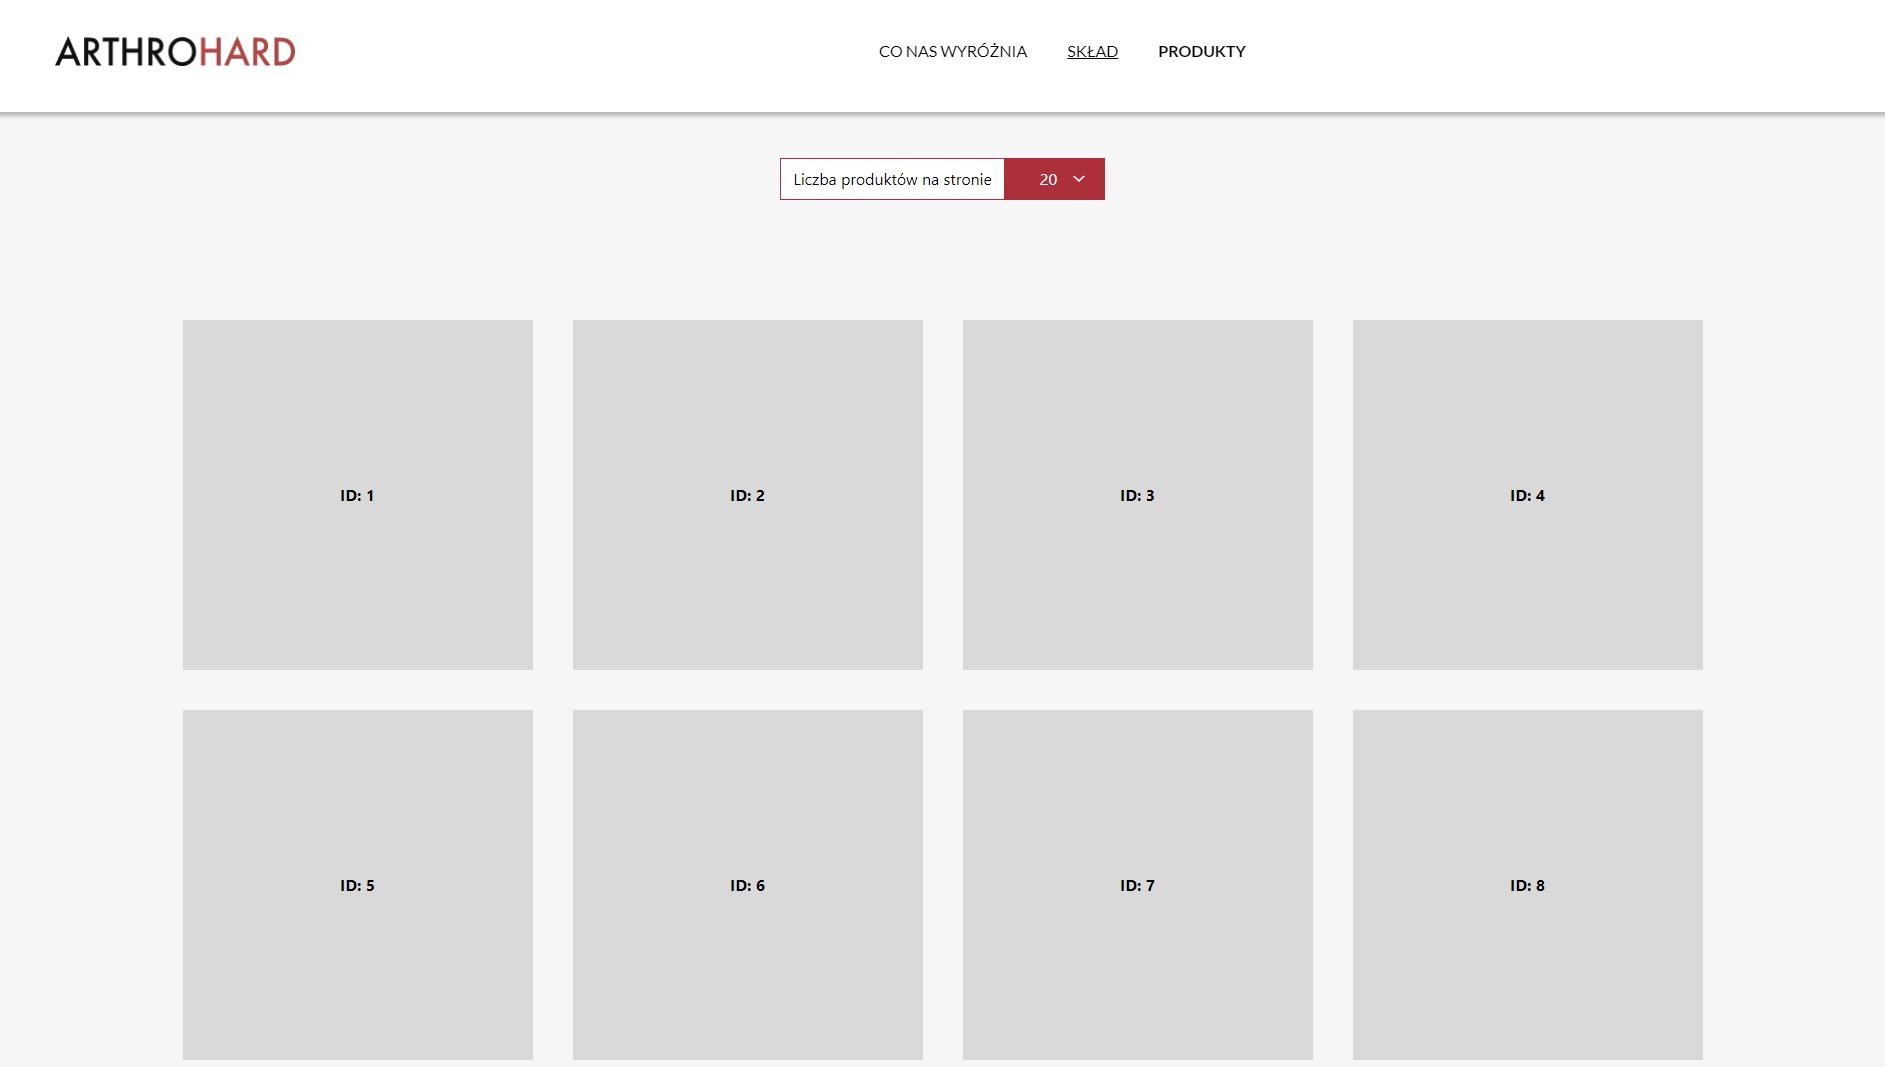 ARTHROHARD
CO NAS WYRÓŻNIA SKŁAD PRODUKTY
Liczba produktów na stronie 20
ID: 1 ID: 2 ID: 3 ID: 4
ID: 5 ID: 6 ID: 7 ID: 8